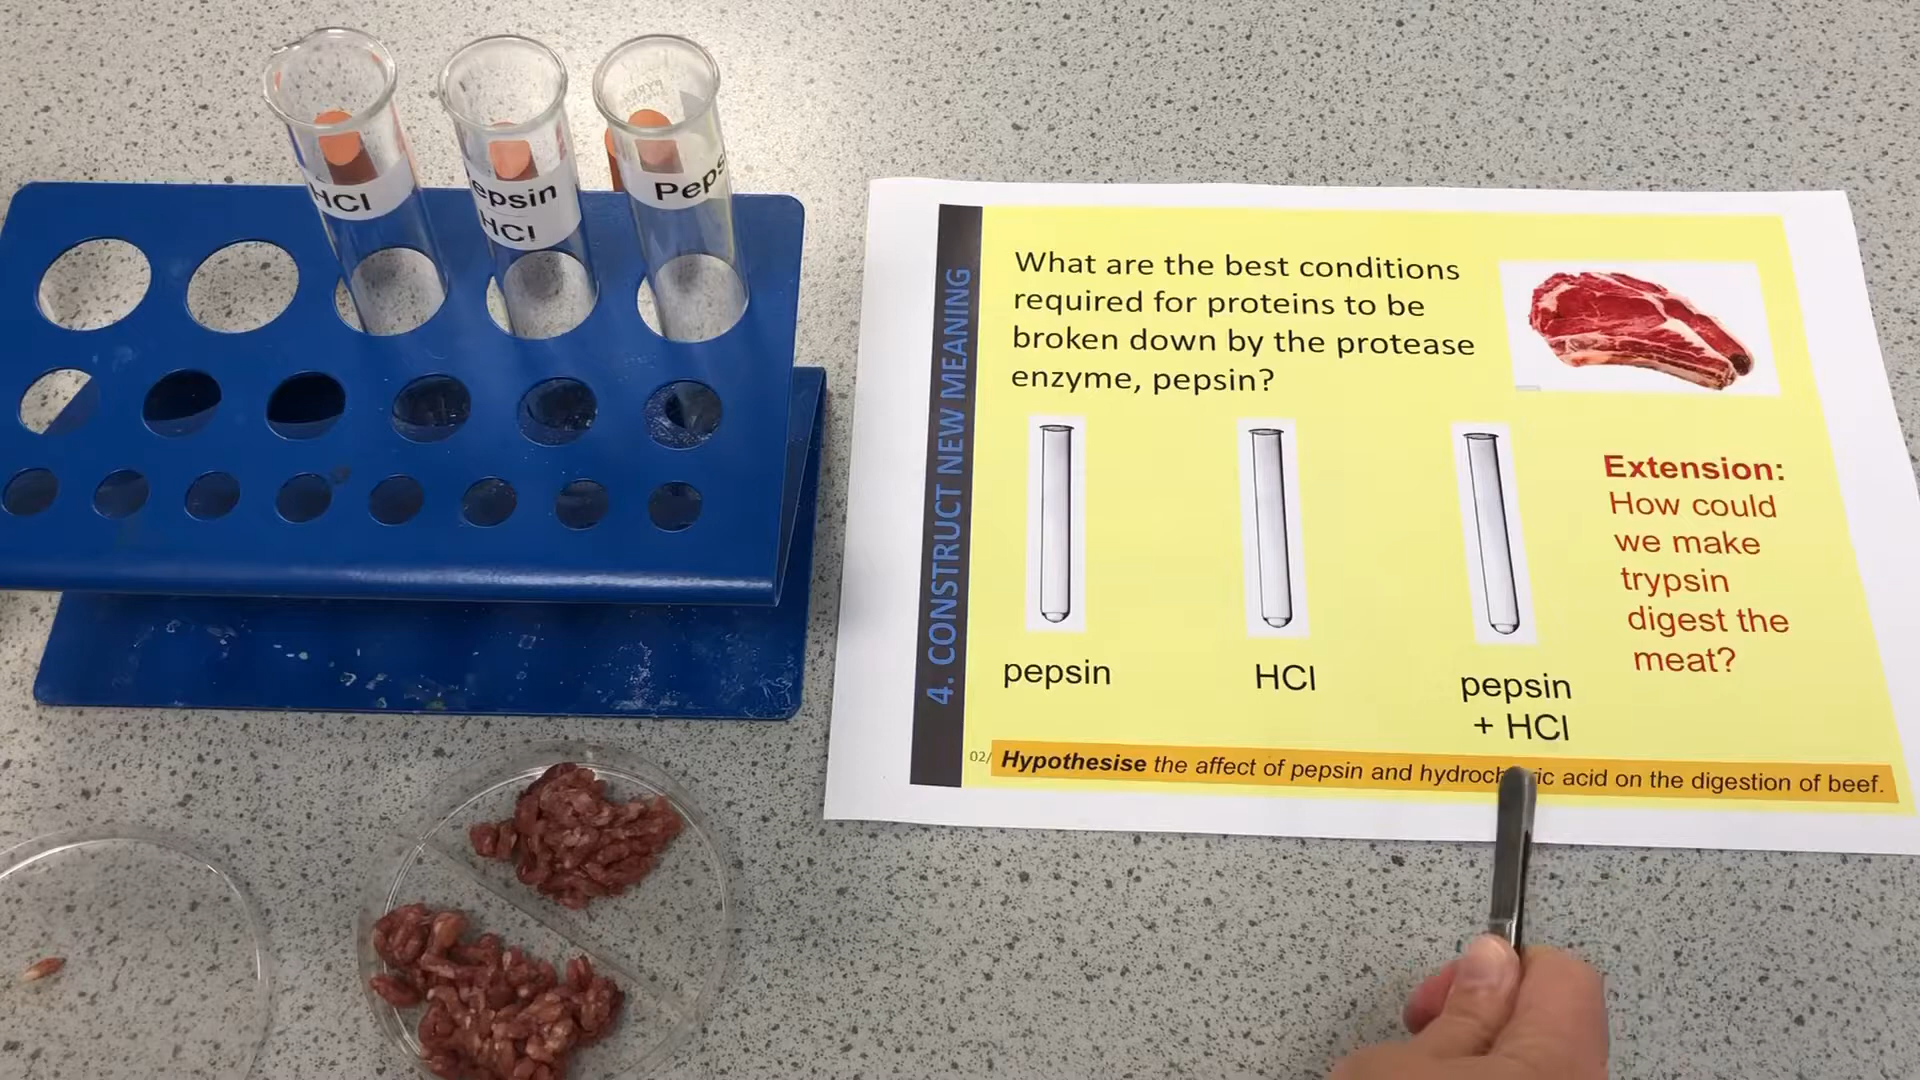 HCl
epsin
HCl
Peps
PYREX
4. CONSTRUCT NEW MEANING
What are the best conditions
required for proteins to be
broken down by the protease
enzyme, pepsin?
Extension:
How could
we make
trypsin
digest the
meat?
pepsin
HCl
pepsin
+ HCl
02/
Hypothesise the affect of pepsin and hydroch ric acid on the digestion of beef.